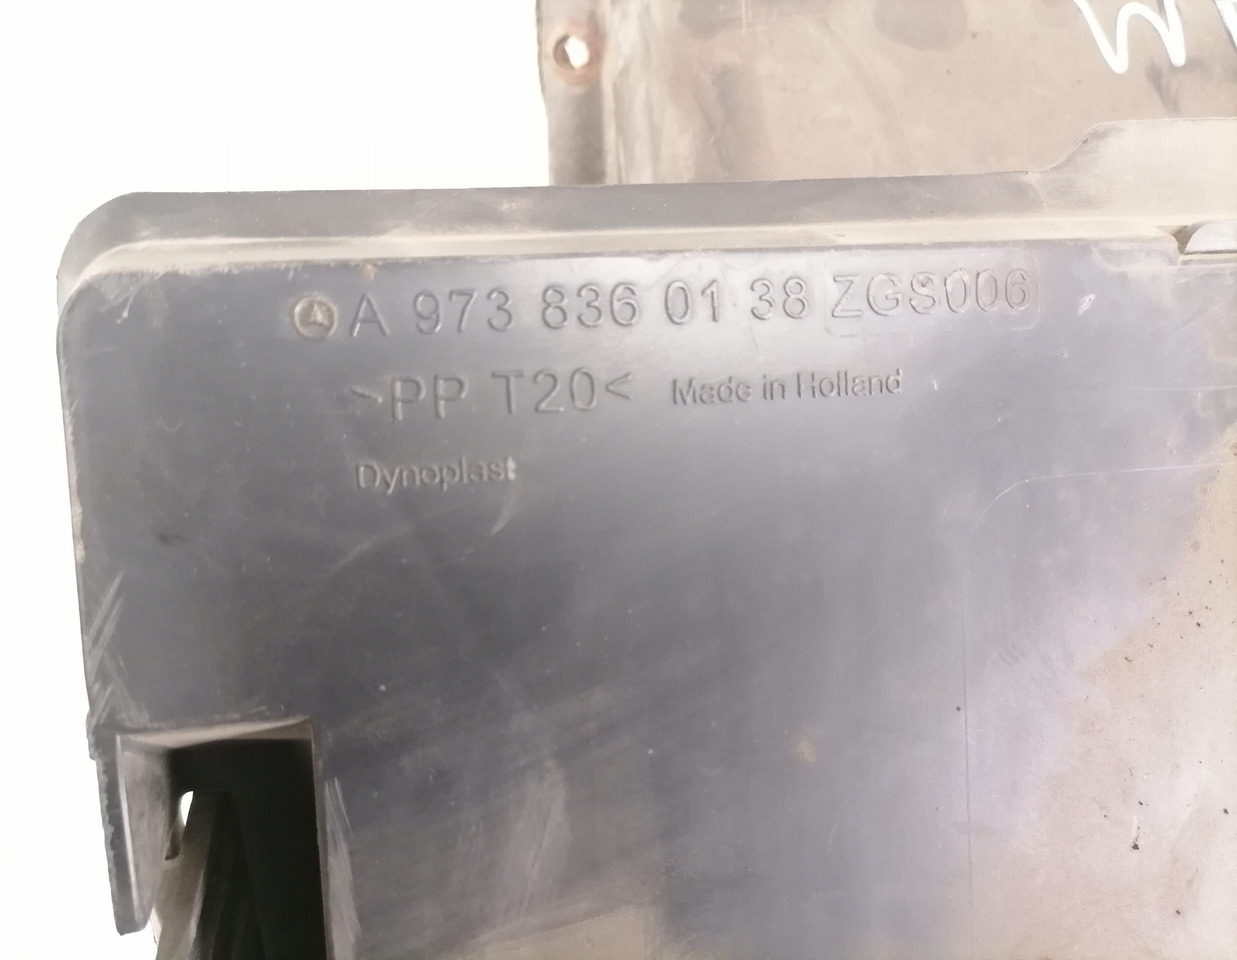 A 973 836 01 38 ZGS006
>PP T20< Made in Holland
Dynoplast